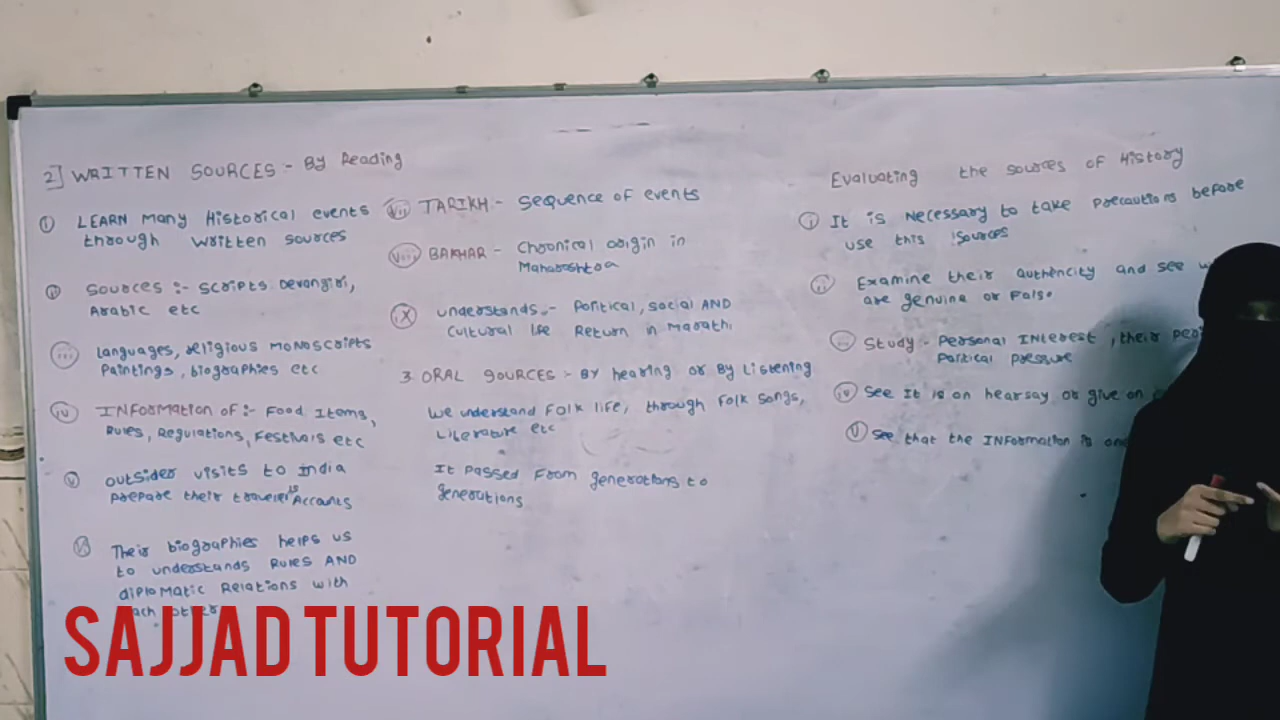 2] WRITTEN SOURCES - By Reading
(i) LEARN Many Historical events
through written sources
(ii) Sources :- Scripts Devangiri,
Arabic etc
(iii) Languages, religious MONOSCRIPTS
Paintings, biographies etc
(iv) INFormation of :- Food Items,
Rules, Regulations, Festivals etc
(v) outsider visits to india
prepare their traveler's Accounts
(vi) Their biographies helps us
to understands RULES AND
diplomatic Relations with
each other
(vii) TARIKH - Sequence of events
(viii) BAKHAR - Chronical origin in
Maharashtra
(ix) understands - Political, social AND
Cultural life Return in Marathi
3. ORAL SOURCES - By hearing or By Listening
We understand Folk life, through Folk songs,
Literature etc
It Passed From generations to
generations
Evaluating the sources of History
(i) It is Necessary to take Precautions before
use this Sources
(ii) Examine their authencity and see
are genuine or False
(iii) Study - Personal INterest, their
Political Pressure
(iv) See It is on hearsay or give on
(v) See that the INFormation is
SAJJAD TUTORIAL